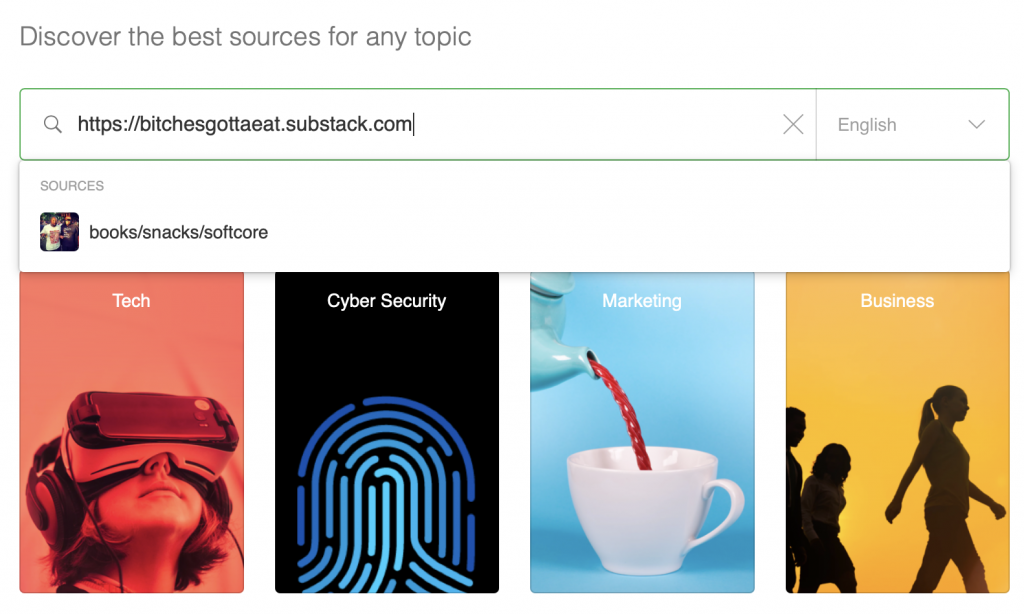 Discover the best sources for any topic
https://bitchesgottaeat.substack.com
English
SOURCES
books/snacks/softcore
Tech
Cyber Security
Marketing
Business